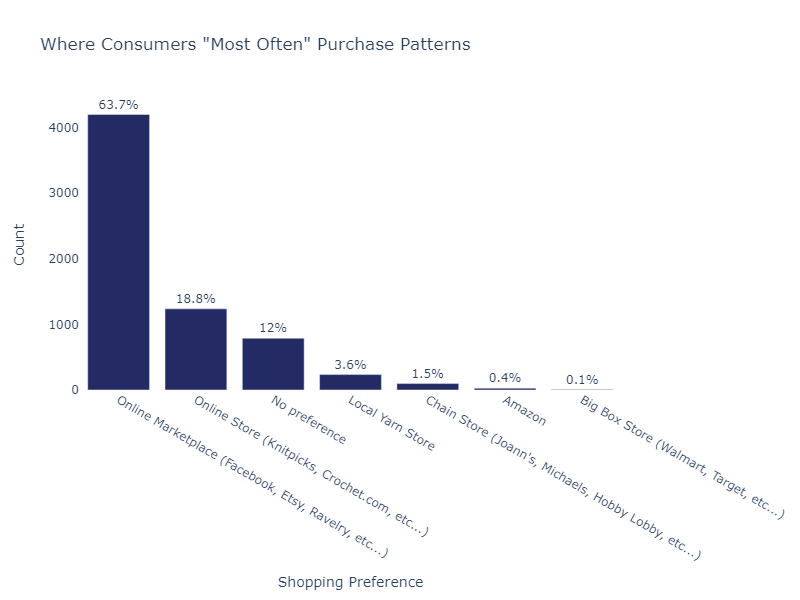 Where Consumers "Most Often" Purchase Patterns
63.7%
18.8%
12%
3.6%
1.5%
0.4%
0.1%
4000
3000
2000
1000
0
Count
Online Marketplace (Facebook, Etsy, Ravelry, etc...)
Online Store (Knitpicks, Crochet.com, etc...)
No preference
Local Yarn Store
Chain Store (Joann's, Michaels, Hobby Lobby, etc...)
Amazon
Big Box Store (Walmart, Target, etc...)
Shopping Preference